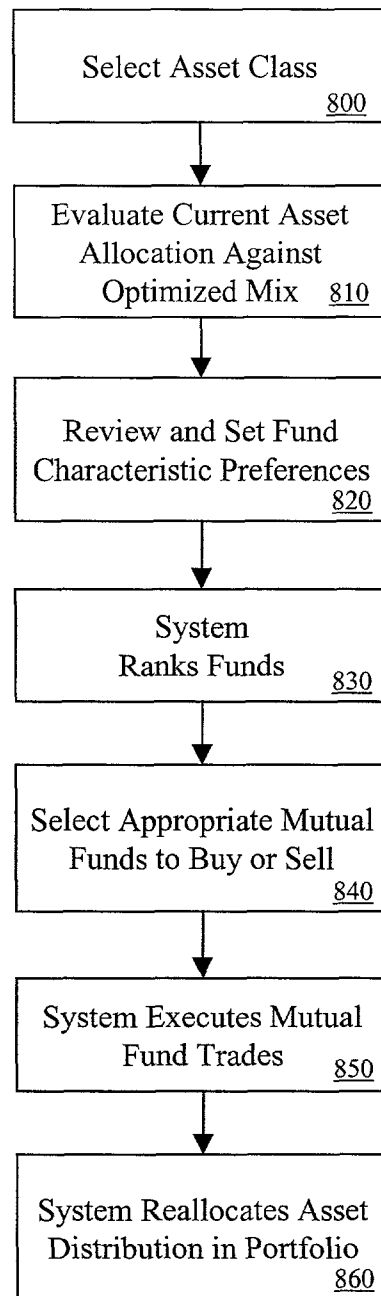 Select Asset Class
800
Evaluate Current Asset
Allocation Against
Optimized Mix 810
Review and Set Fund
Characteristic Preferences
820
System
Ranks Funds 830
Select Appropriate Mutual
Funds to Buy or Sell
840
System Executes Mutual
Fund Trades 850
System Reallocates Asset
Distribution in Portfolio
860